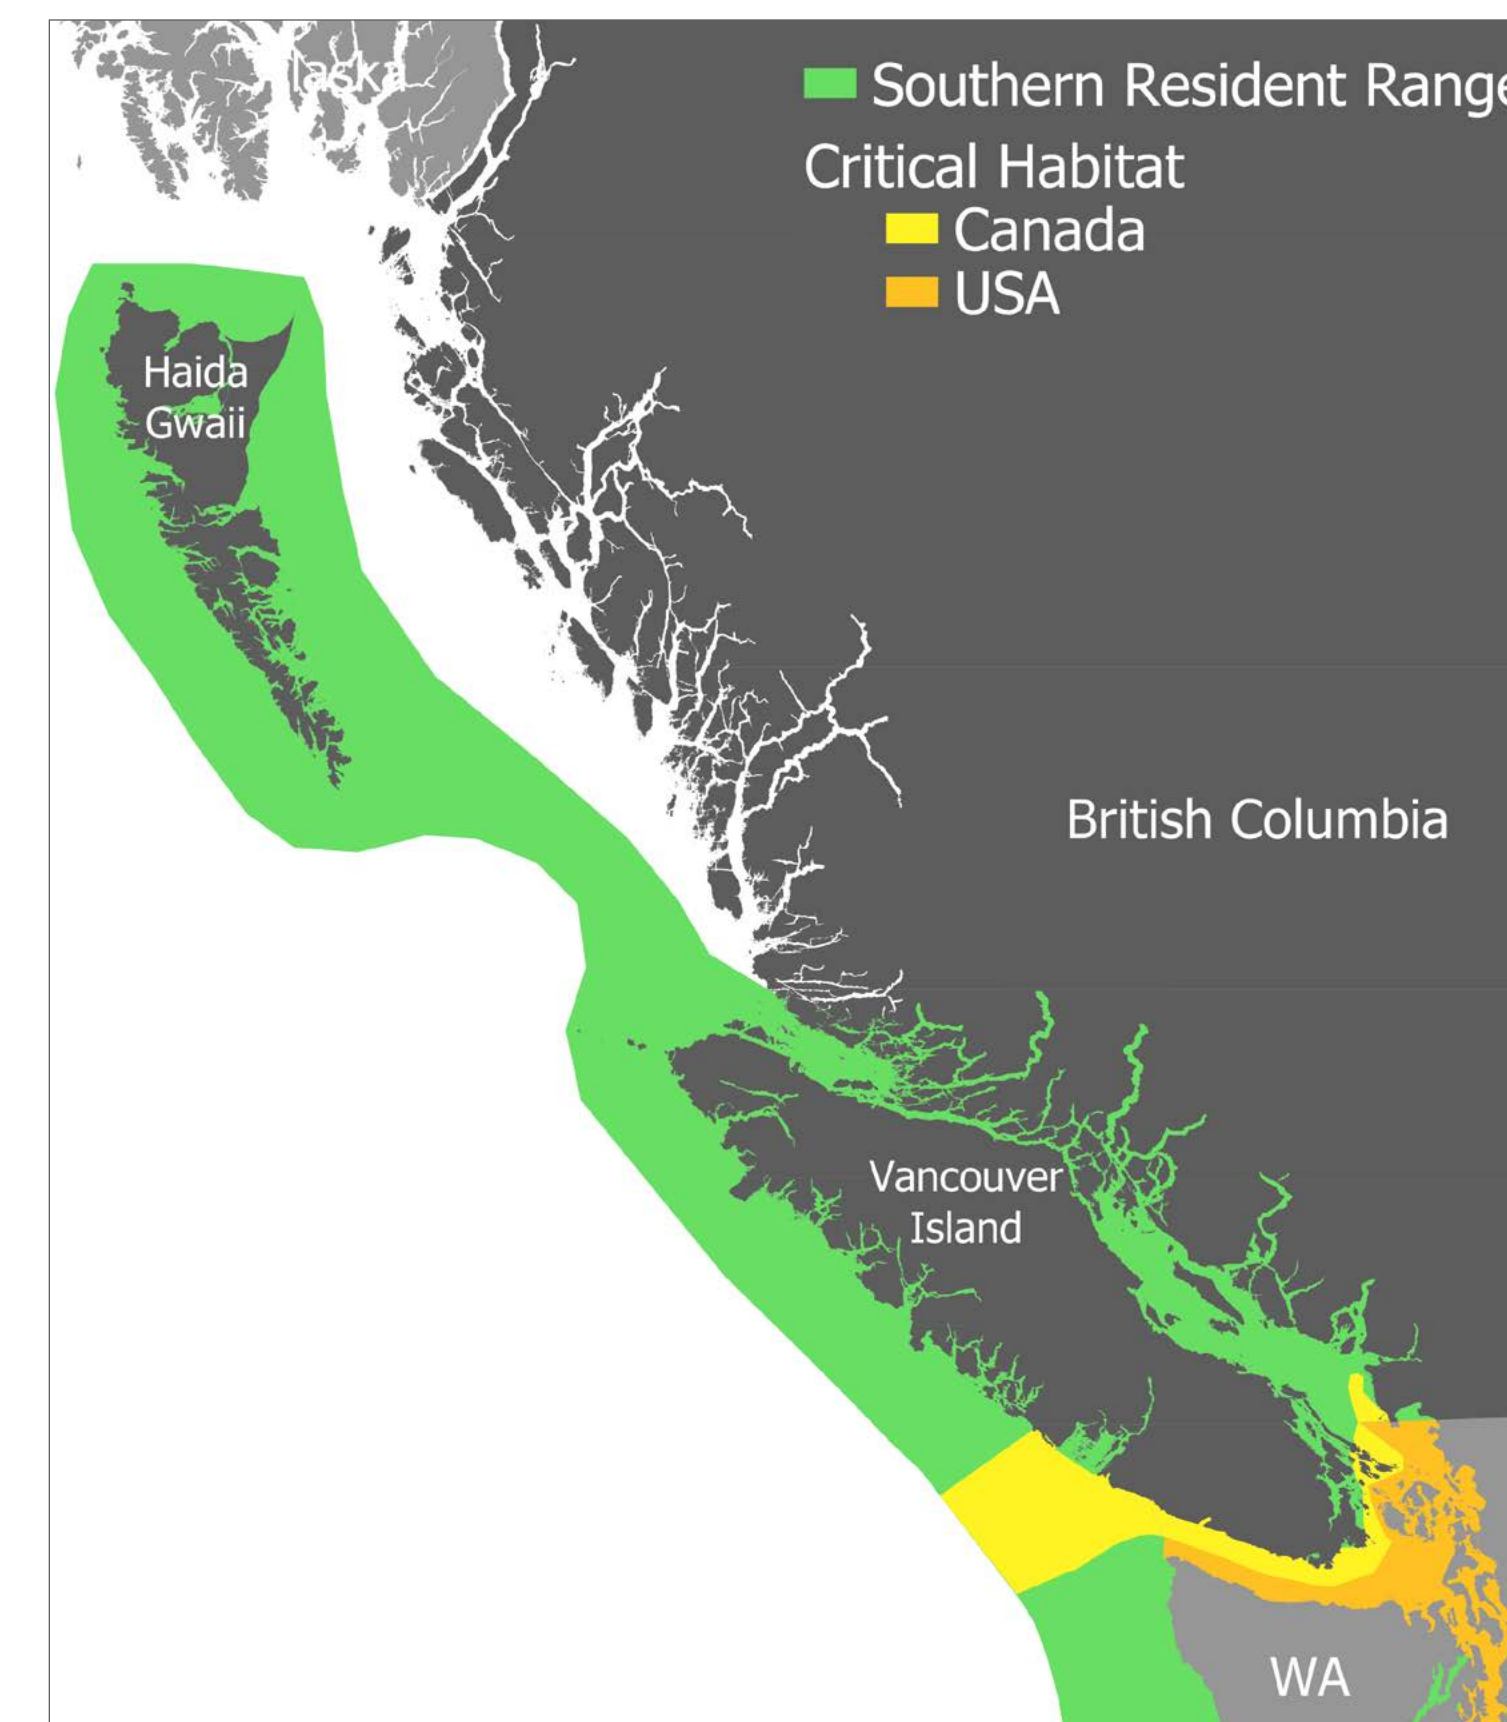 laska
Southern Resident Range
Critical Habitat
Canada
USA
Haida
Gwaii
British Columbia
Vancouver
Island
WA